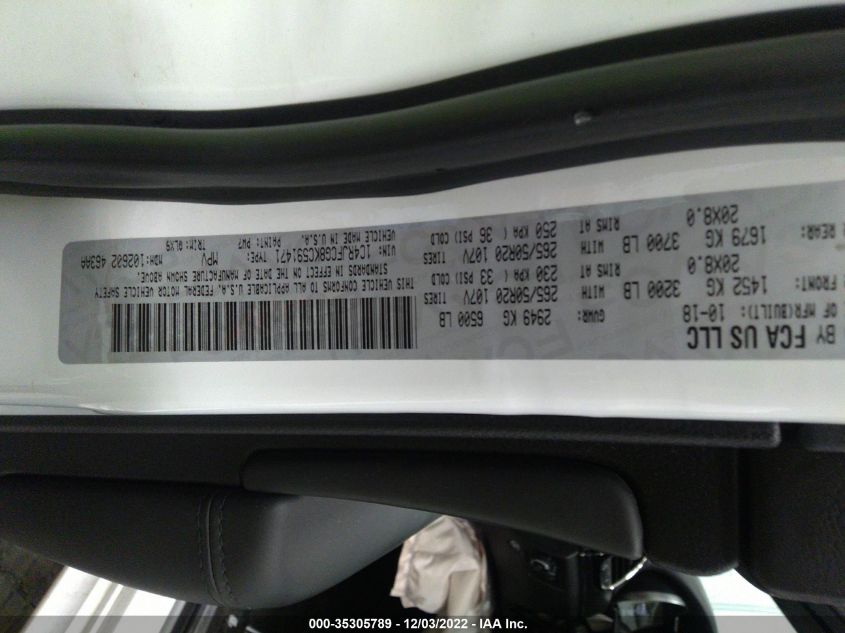 BY FCA US LLC
OF MFR(BUILT): 10-18
GVWR:
2949 KG
6500 LB
FRONT:
1452 KG
3200 LB
WITH
265/50R20 107V
TIRES
20X8.0
RIMS AT
230 KPA ( 33 PSI) COLD
REAR:
1679 KG
3700 LB
WITH
265/50R20 107V
TIRES
20X8.0
RIMS AT
250 KPA ( 36 PSI) COLD
THIS VEHICLE CONFORMS TO ALL APPLICABLE U.S.A. FEDERAL MOTOR VEHICLE SAFETY
STANDARDS IN EFFECT ON THE DATE OF MANUFACTURE SHOWN ABOVE.
VIN: 1C4RJFCG8KC591471
TYPE: MPV
MDH: 102602 463AA
VEHICLE MADE IN U.S.A.
PAINT: PW7
TRIM: QLX9
000-35305789 - 12/03/2022 - IAA Inc.